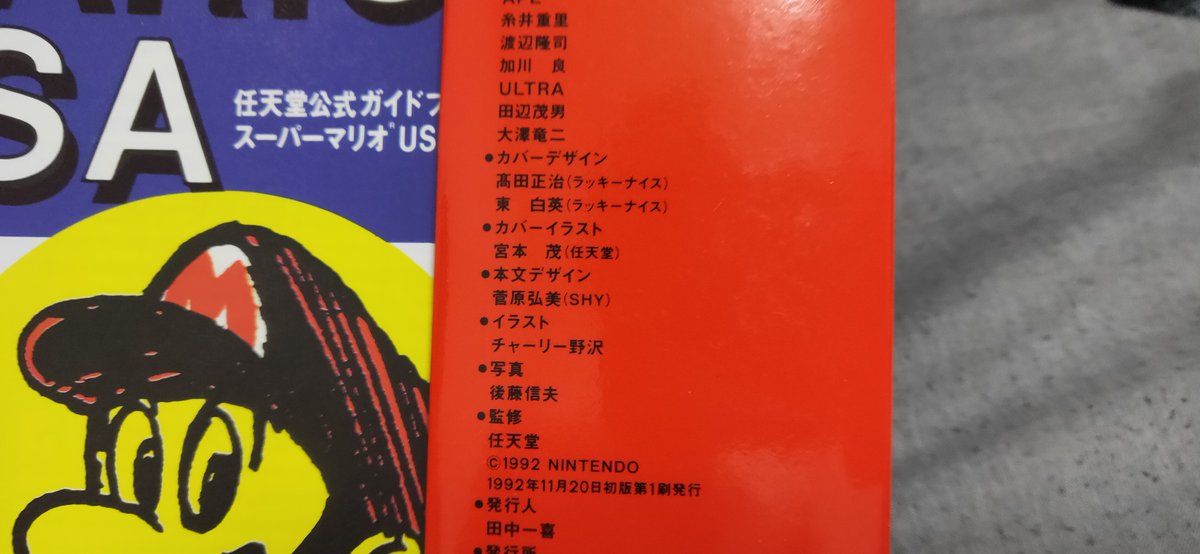 SA
任天堂公式ガイドブ
スーパーマリオUS
APE
糸井重里
渡辺隆司
加川 良
ULTRA
田辺茂男
大澤竜二
●カバーデザイン
髙田正治(ラッキーナイス)
東 白英(ラッキーナイス)
●カバーイラスト
宮本 茂(任天堂)
●本文デザイン
菅原弘美(SHY)
●イラスト
チャーリー野沢
●写真
後藤信夫
●監修
任天堂
©1992 NINTENDO
1992年11月20日初版第1刷発行
●発行人
田中一喜
●発行所